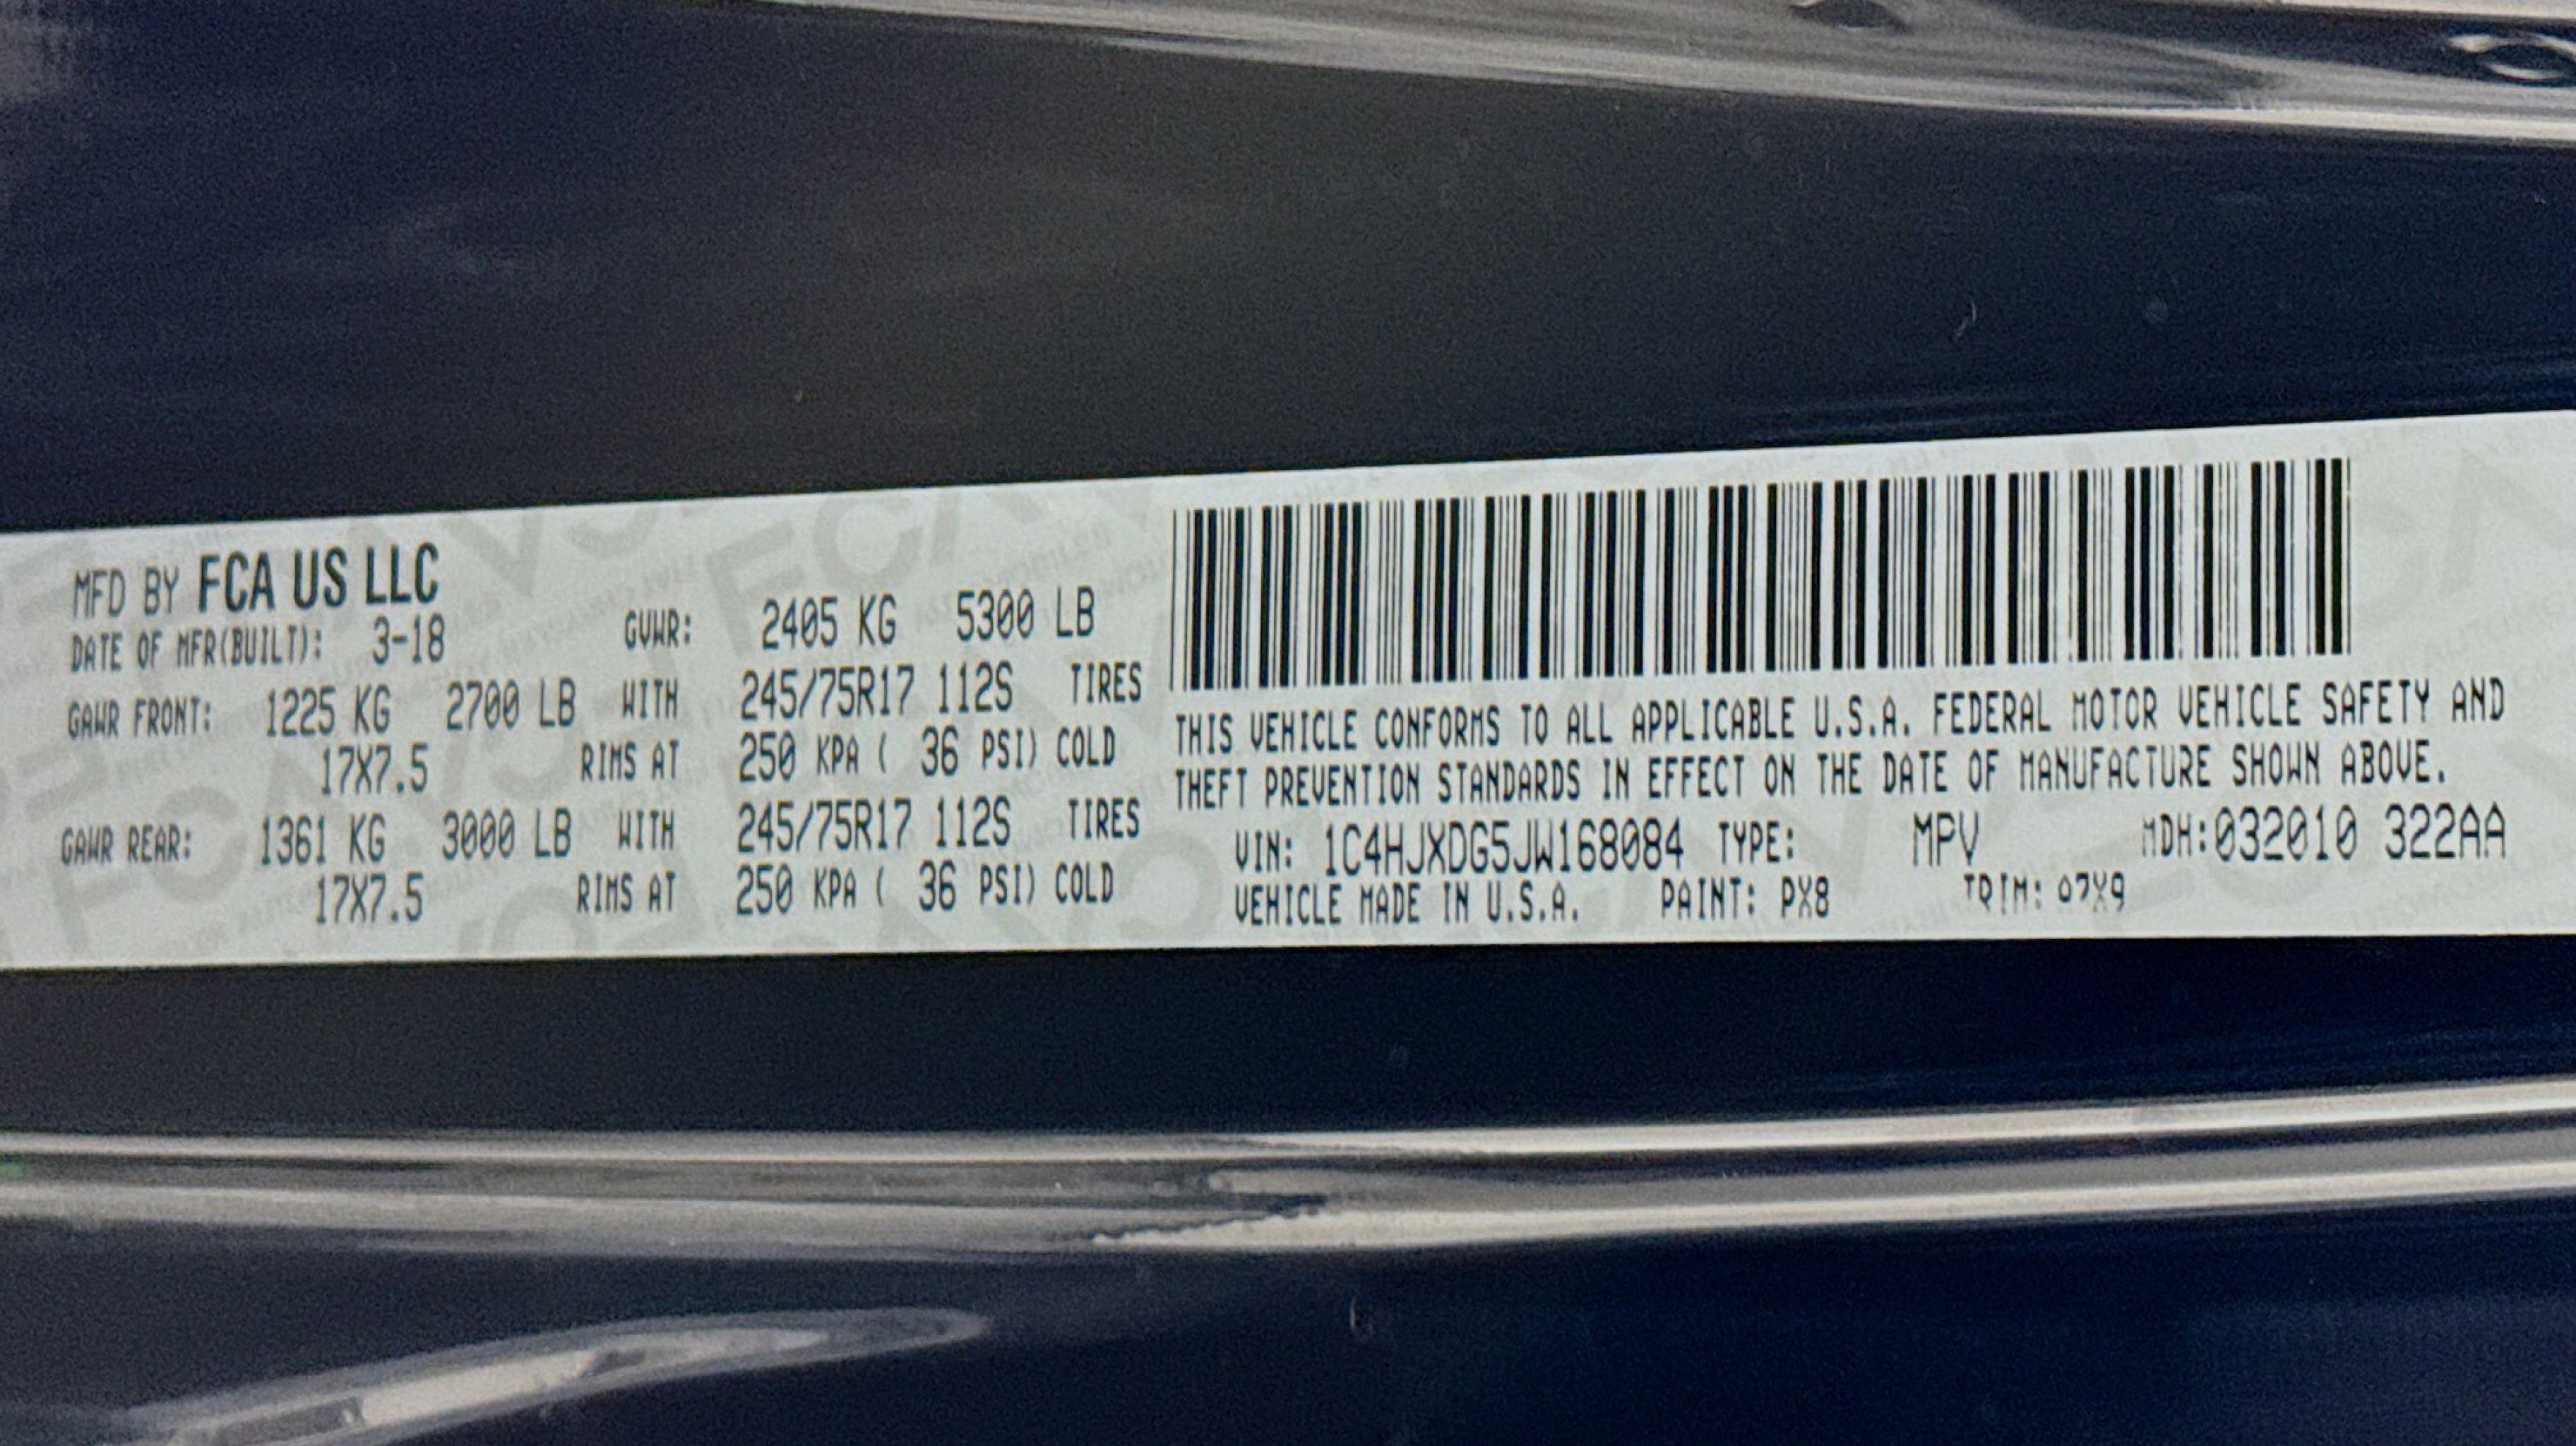 MFD BY FCA US LLC
DATE OF MFR(BUILT): 3-18 GVWR: 2405 KG 5300 LB
GAWR FRONT: 1225 KG 2700 LB WITH 245/75R17 112S TIRES
17X7.5 RIMS AT 250 KPA ( 36 PSI) COLD
GAWR REAR: 1361 KG 3000 LB WITH 245/75R17 112S TIRES
17X7.5 RIMS AT 250 KPA ( 36 PSI) COLD
THIS VEHICLE CONFORMS TO ALL APPLICABLE U.S.A. FEDERAL MOTOR VEHICLE SAFETY AND
THEFT PREVENTION STANDARDS IN EFFECT ON THE DATE OF MANUFACTURE SHOWN ABOVE.
VIN: 1C4HJXDG5JW168084 TYPE: MPV MDH:032010 322AA
VEHICLE MADE IN U.S.A. PAINT: PX8 TRIM: